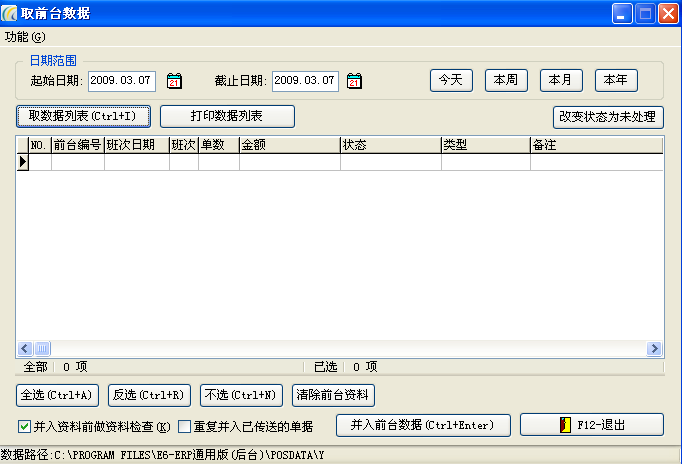 取前台数据
功能(G)
日期范围
起始日期: 2009.03.07 21 截止日期: 2009.03.07 21 今天 本周 本月 本年
取数据列表(Ctrl+I) 打印数据列表 改变状态为未处理
NO. 前台编号 班次日期 班次 单数 金额 状态 类型 备注
全部 0 项 已选 0 项
全选(Ctrl+A) 反选(Ctrl+R) 不选(Ctrl+N) 清除前台资料
并入资料前做资料检查(K) 重复并入已传送的单据 并入前台数据(Ctrl+Enter) F12-退出
数据路径:C:\PROGRAM FILES\E6-ERP通用版(后台)\POSDATA\Y